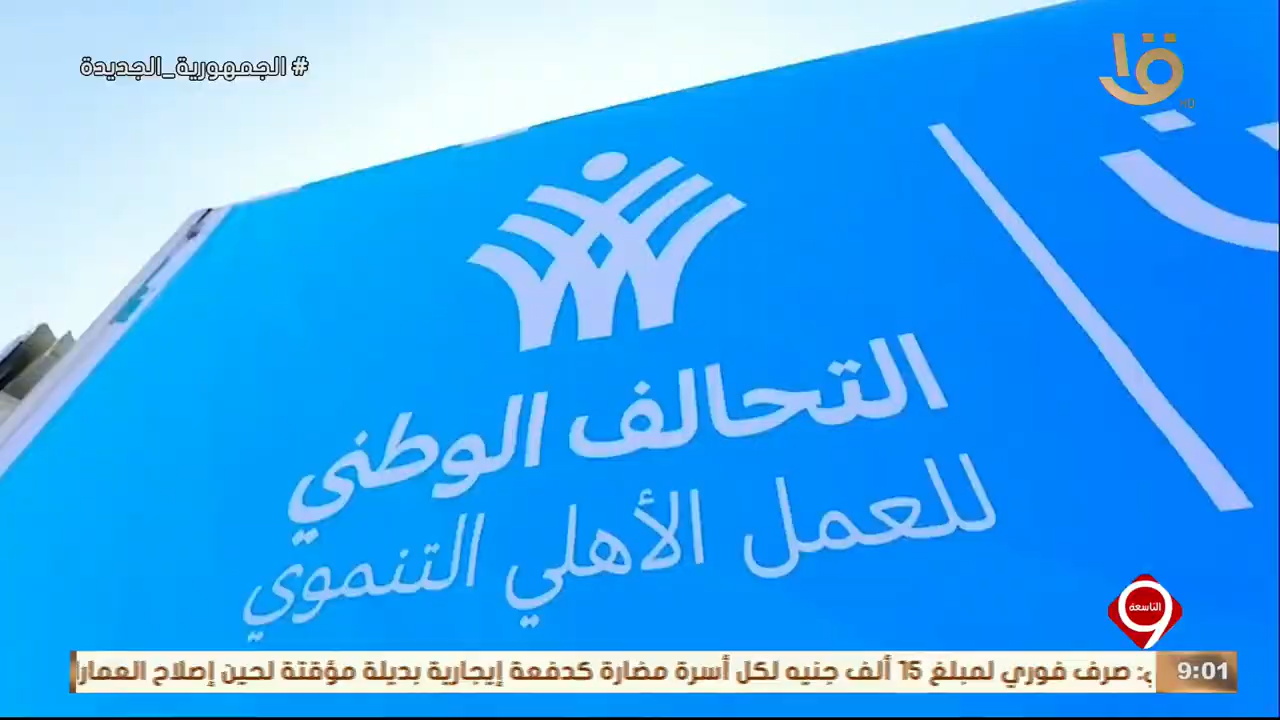 # الجمهورية_الجديدة
التحالف الوطني
للعمل الأهلي التنموي
التاسعة
9
9:01
صرف فوري لمبلغ 15 ألف جنيه لكل أسرة مضارة كدفعة إيجارية بديلة مؤقتة لحين إصلاح